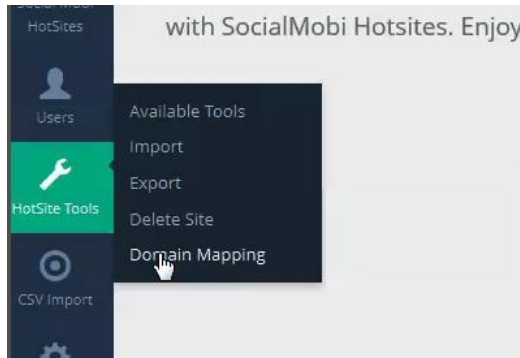 HotSites
with SocialMobi Hotsites. Enjoy
Users
HotSite Tools
CSV Import
Available Tools
Import
Export
Delete Site
Domain Mapping